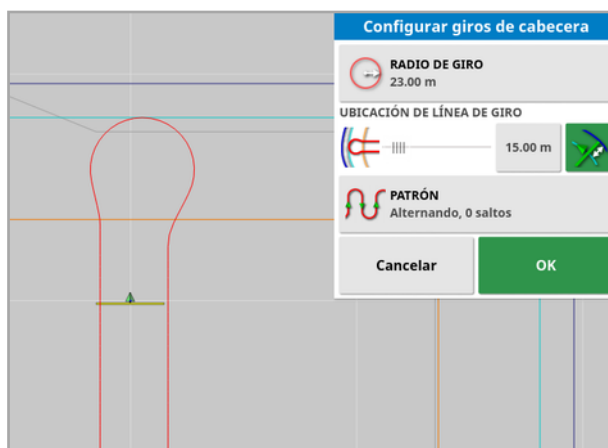 Configurar giros de cabecera
RADIO DE GIRO
23.00 m
UBICACIÓN DE LÍNEA DE GIRO
15.00 m
PATRÓN
Alternando, 0 saltos
Cancelar
OK